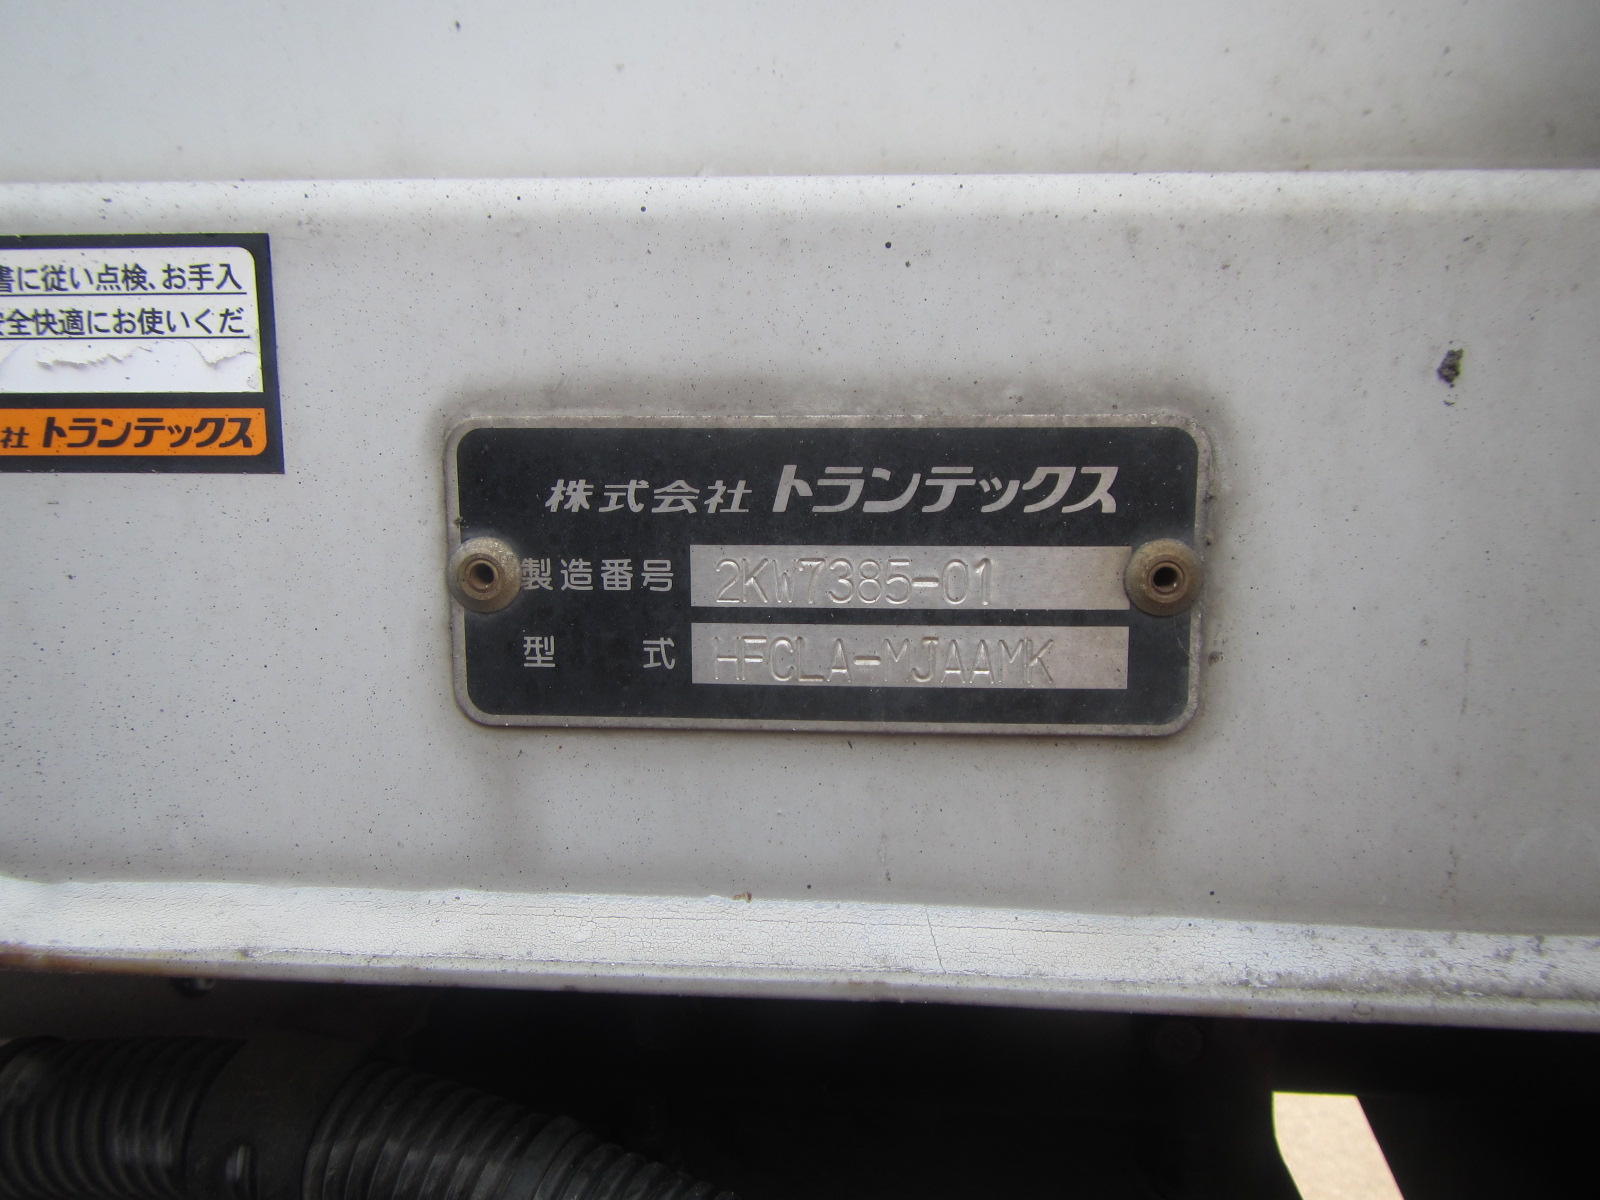 書に従い点検、お手入
安全快適にお使いくだ
社 トランテックス
株式会社 トランテックス
製造番号 2KW7385-01
型式 HFCLA-MJAAMK